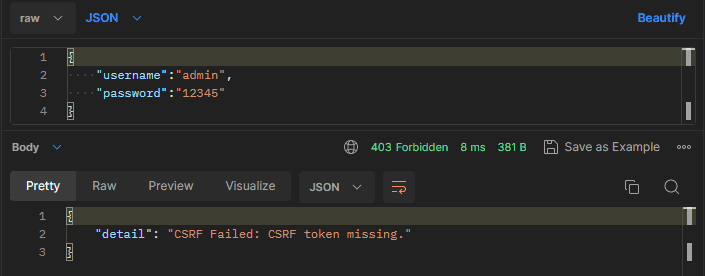 raw JSON Beautify
1 {
2 ····"username":"admin",
3 ····"password":"12345"
4 }
Body 403 Forbidden 8 ms 381 B Save as Example
Pretty Raw Preview Visualize JSON
1 {
2 "detail": "CSRF Failed: CSRF token missing."
3 }